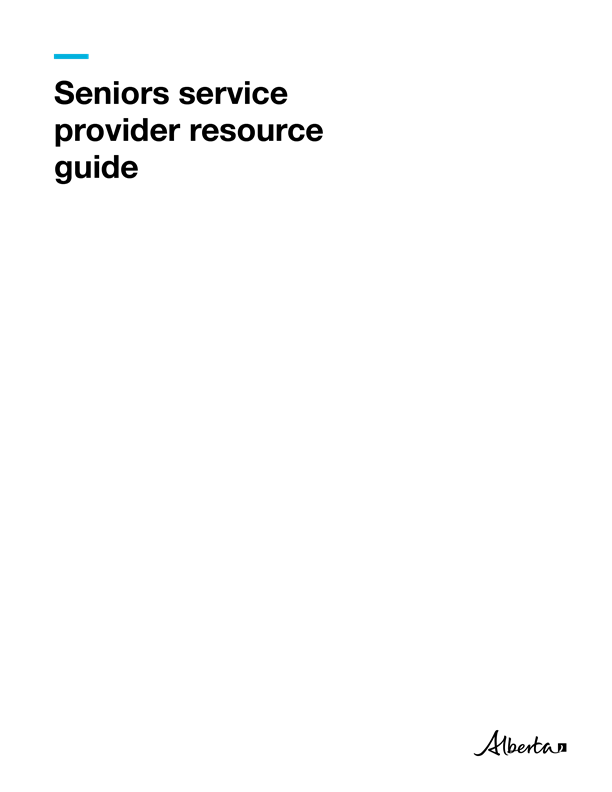 Seniors service
provider resource
guide
Alberta